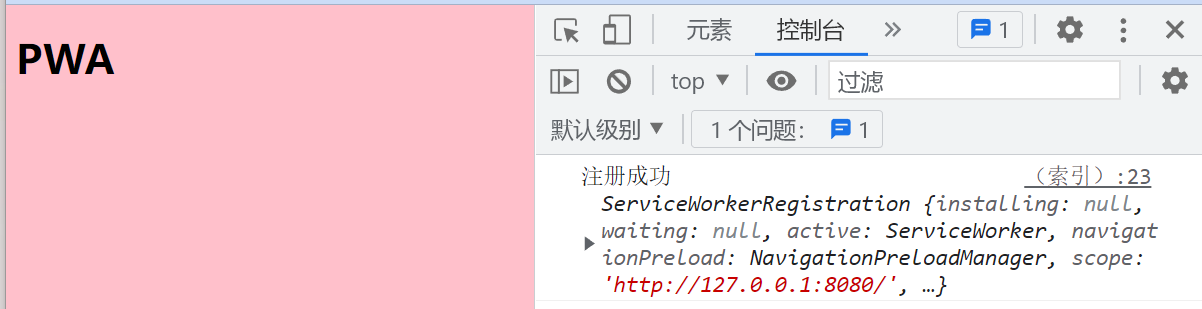 PWA
元素
控制台
1
top
过滤
默认级别
1 个问题:
1
注册成功
（索引）:23
ServiceWorkerRegistration {installing: null,
waiting: null, active: ServiceWorker, navigat
ionPreload: NavigationPreloadManager, scope:
'http://127.0.0.1:8080/', …}